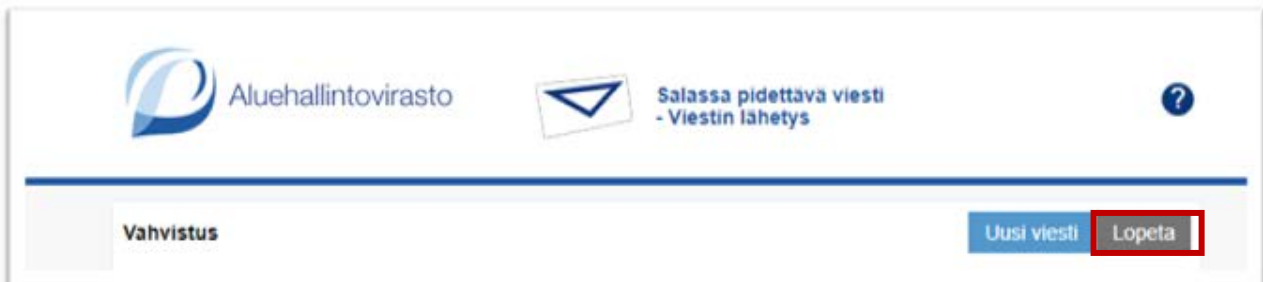 Aluehallintovirasto
Salassa pidettävä viesti
- Viestin lähetys
?
Vahvistus
Uusi viesti
Lopeta